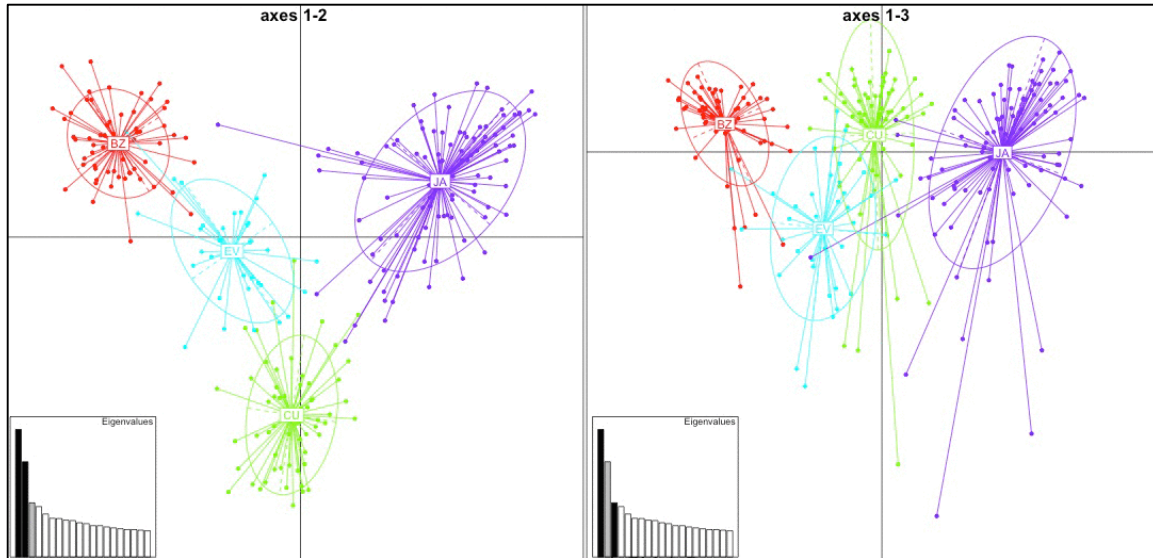 axes 1-2
BZ
JA
EV
CU
Eigenvalues
axes 1-3
BZ
CU
JA
EV
Eigenvalues